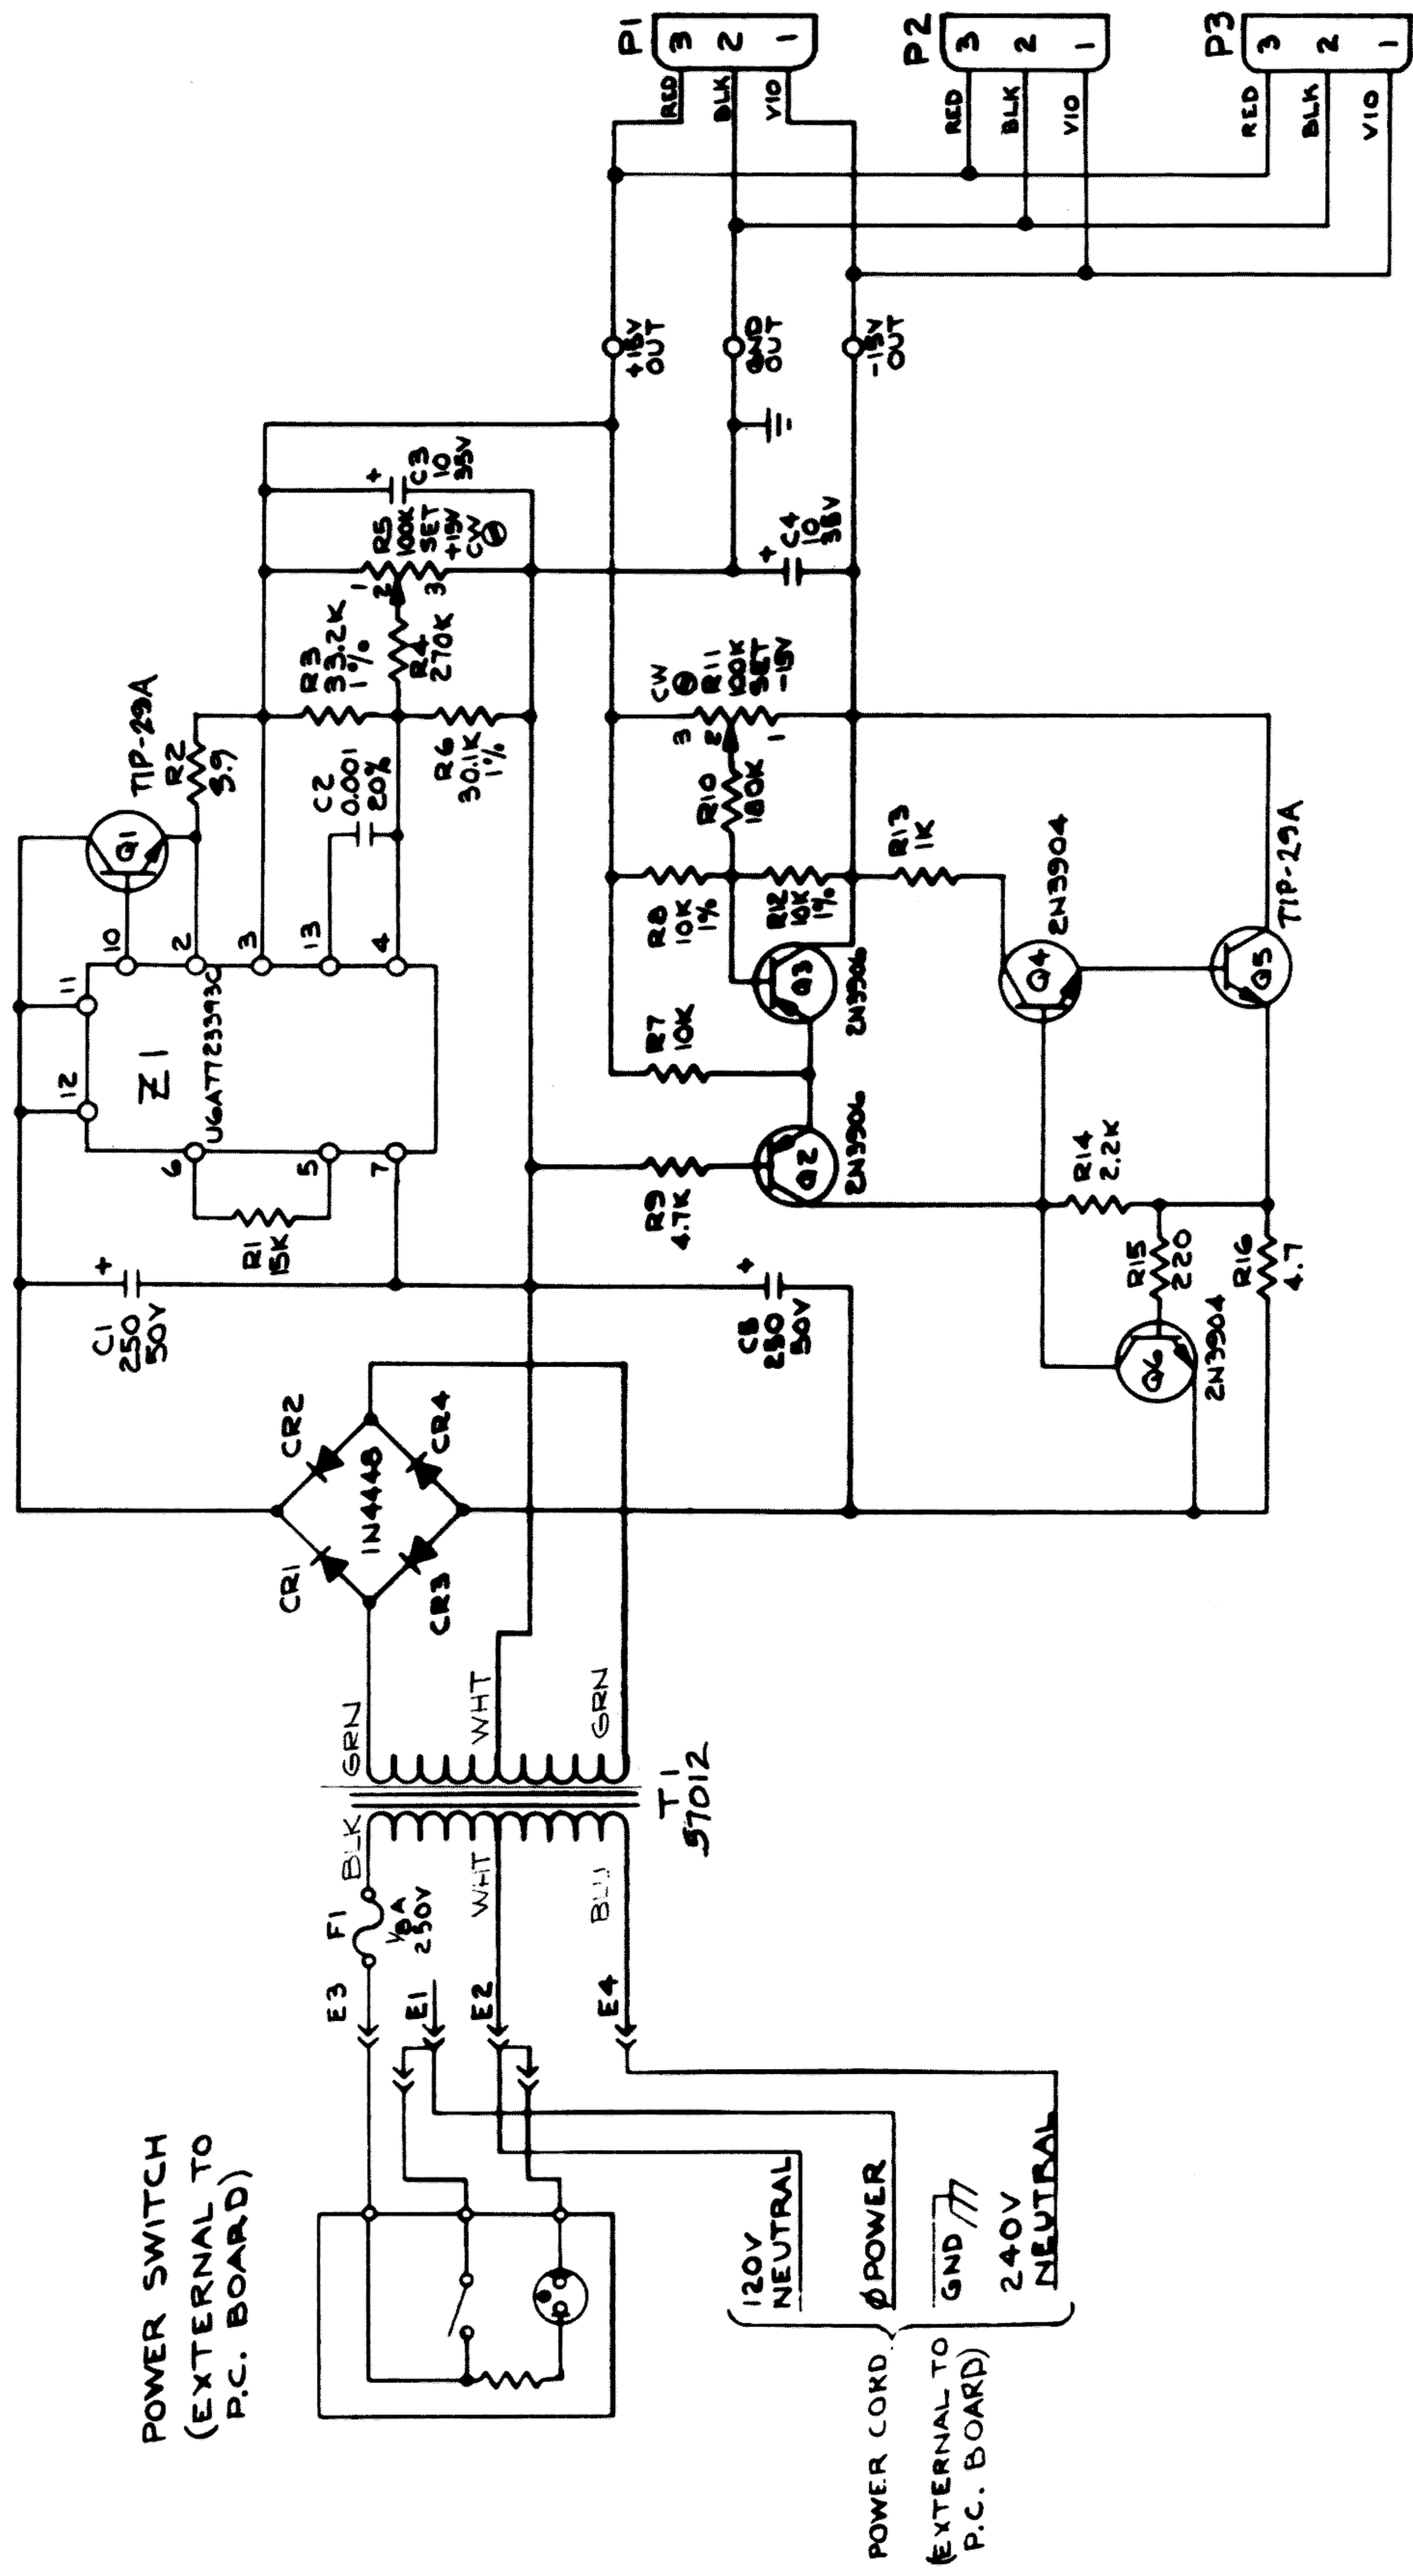 POWER SWITCH
(EXTERNAL TO
P.C. BOARD)
120V
NEUTRAL
ØPOWER
GND
240V
NEUTRAL
POWER CORD
(EXTERNAL TO
P.C. BOARD)
E3
E1
E2
E4
F1
1/8A
250V
BLK
WHT
BLU
GRN
WHT
GRN
T1
57012
CR1
CR2
CR3
CR4
1N4448
C1
250
50V
+
R1
15K
6
5
7
12
11
Z1
U6A7723393C
10
2
3
13
4
Q1
TIP-29A
R2
3.9
C2
0.001
20%
R3
33.2K
1%
R4
270K
R6
30.1K
1%
1
2
3
R5
100K
SET
+15V
CW
+
C3
10
35V
+
C5
250
50V
R9
4.7K
Q2
2N3906
R7
10K
Q3
2N3906
R8
10K
1%
R12
10K
1%
R10
180K
CW
3
2
1
R11
100K
SET
-15V
+
C4
10
35V
R13
1K
Q4
2N3904
Q5
TIP-29A
R14
2.2K
R15
220
R16
4.7
Q6
2N3904
+15V
OUT
GND
OUT
-15V
OUT
P1
RED
BLK
VIO
3
2
1
P2
RED
BLK
VIO
3
2
1
P3
RED
BLK
VIO
3
2
1